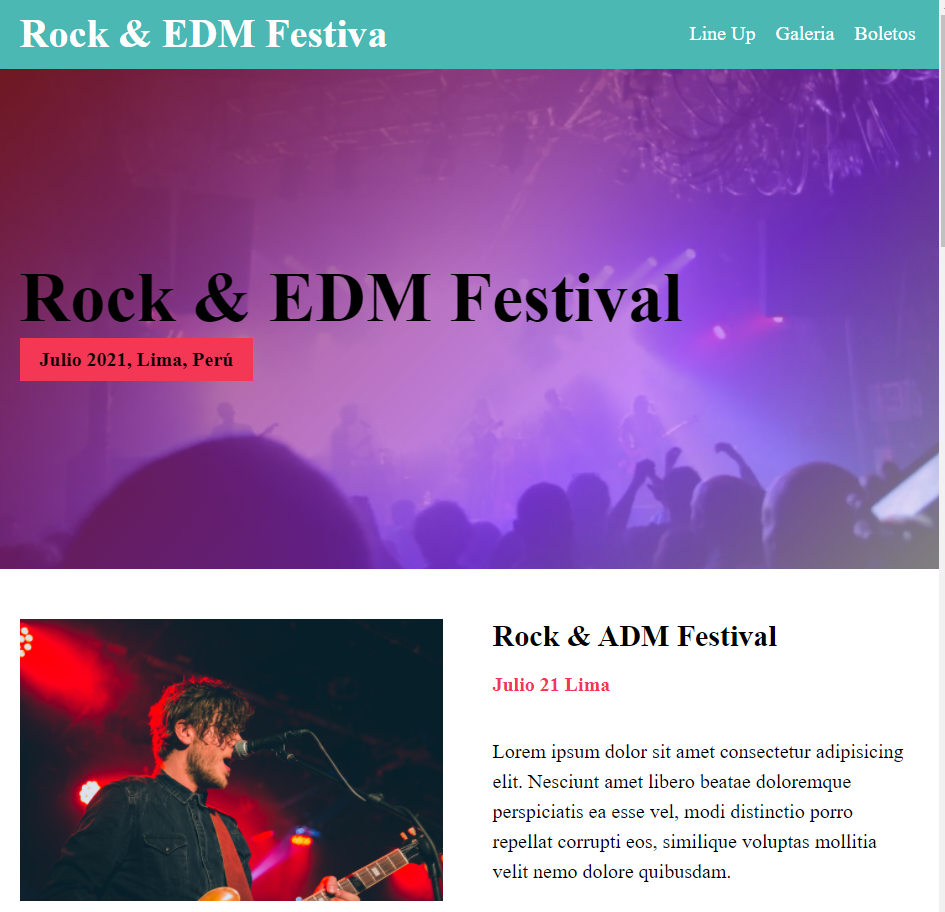 Rock & EDM Festiva
Line Up Galeria Boletos
Rock & EDM Festival
Julio 2021, Lima, Perú
Rock & ADM Festival
Julio 21 Lima
Lorem ipsum dolor sit amet consectetur adipisicing
elit. Nesciunt amet libero beatae doloremque
perspiciatis ea esse vel, modi distinctio porro
repellat corrupti eos, similique voluptas mollitia
velit nemo dolore quibusdam.